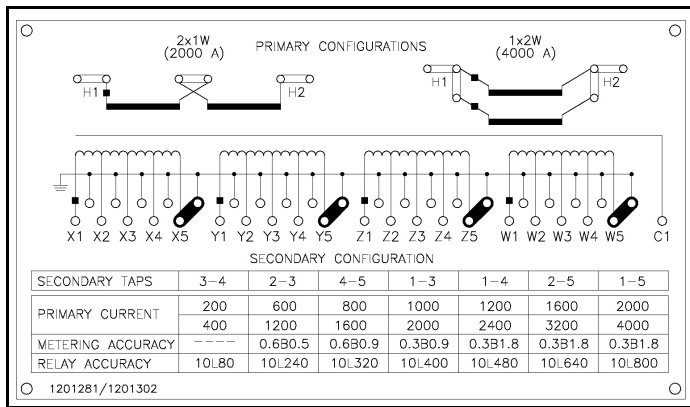 2x1W
(2000 A)
PRIMARY CONFIGURATIONS
1x2W
(4000 A)
H1 H2 H1 H2
X1 X2 X3 X4 X5 Y1 Y2 Y3 Y4 Y5 Z1 Z2 Z3 Z4 Z5 W1 W2 W3 W4 W5 C1
SECONDARY CONFIGURATION
SECONDARY TAPS 3-4 2-3 4-5 1-3 1-4 2-5 1-5
PRIMARY CURRENT
200 600 800 1000 1200 1600 2000
400 1200 1600 2000 2400 3200 4000
METERING ACCURACY ---- 0.6B0.5 0.6B0.9 0.3B0.9 0.3B1.8 0.3B1.8 0.3B1.8
RELAY ACCURACY 10L80 10L240 10L320 10L400 10L480 10L640 10L800
1201281/1201302